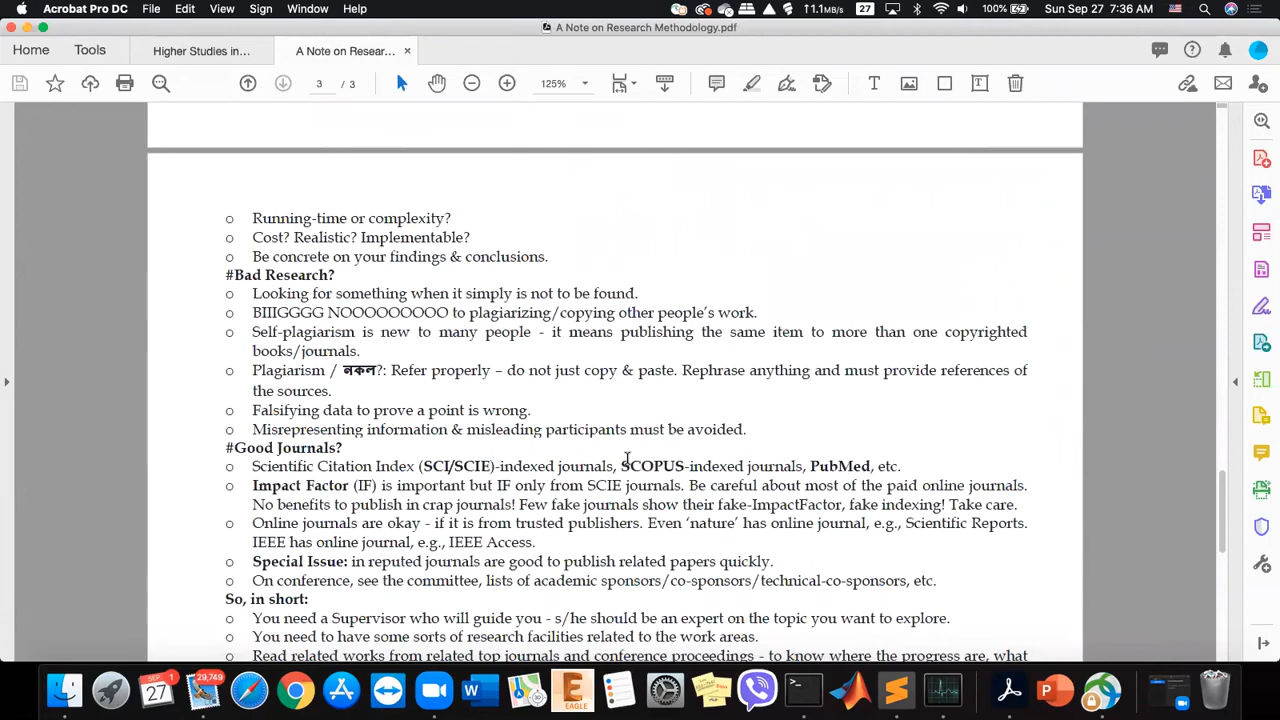 Acrobat Pro DC File Edit View Sign Window Help 11.1MB/s 27 100% Sun Sep 27 7:36 AM
A Note on Research Methodology.pdf
Home Tools Higher Studies in... A Note on Resear... ×
3 / 3 125%
o Running-time or complexity?
o Cost? Realistic? Implementable?
o Be concrete on your findings & conclusions.
#Bad Research?
o Looking for something when it simply is not to be found.
o BIIIGGGG NOOOOOOOOO to plagiarizing/copying other people's work.
o Self-plagiarism is new to many people - it means publishing the same item to more than one copyrighted
books/journals.
o Plagiarism / নকল?: Refer properly – do not just copy & paste. Rephrase anything and must provide references of
the sources.
o Falsifying data to prove a point is wrong.
o Misrepresenting information & misleading participants must be avoided.
#Good Journals?
o Scientific Citation Index (SCI/SCIE)-indexed journals, SCOPUS-indexed journals, PubMed, etc.
o Impact Factor (IF) is important but IF only from SCIE journals. Be careful about most of the paid online journals.
No benefits to publish in crap journals! Few fake journals show their fake-ImpactFactor, fake indexing! Take care.
o Online journals are okay - if it is from trusted publishers. Even 'nature' has online journal, e.g., Scientific Reports.
IEEE has online journal, e.g., IEEE Access.
o Special Issue: in reputed journals are good to publish related papers quickly.
o On conference, see the committee, lists of academic sponsors/co-sponsors/technical-co-sponsors, etc.
So, in short:
o You need a Supervisor who will guide you - s/he should be an expert on the topic you want to explore.
o You need to have some sorts of research facilities related to the work areas.
o Read related works from related top journals and conference proceedings - to know where the progress are, what
SEP 27 29,749 EAGLE